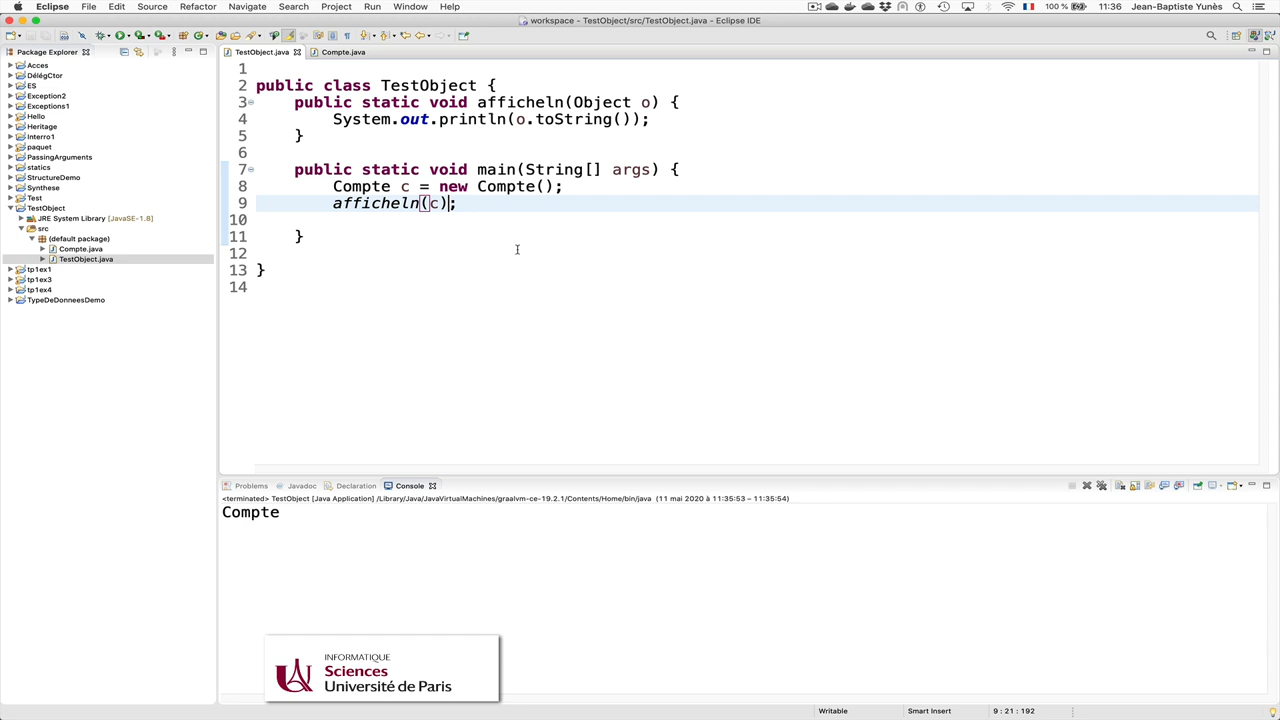 Eclipse File Edit Source Refactor Navigate Search Project Run Window Help 100 % 11:36 Jean-Baptiste Yunès
workspace - TestObject/src/TestObject.java - Eclipse IDE
Package Explorer
Acces
DélégCtor
ES
Exception2
Exceptions1
Hello
Heritage
Interro1
paquet
PassingArguments
statics
StructureDemo
Synthese
Test
TestObject
JRE System Library [JavaSE-1.8]
src
(default package)
Compte.java
TestObject.java
tp1ex1
tp1ex3
tp1ex4
TypeDeDonneesDemo
TestObject.java Compte.java
1
2 public class TestObject {
3 public static void afficheln(Object o) {
4 System.out.println(o.toString());
5 }
6
7 public static void main(String[] args) {
8 Compte c = new Compte();
9 afficheln(c);
10
11 }
12
13 }
14
Problems Javadoc Declaration Console
<terminated> TestObject [Java Application] /Library/Java/JavaVirtualMachines/graalvm-ce-19.2.1/Contents/Home/bin/java (11 mai 2020 à 11:35:53 – 11:35:54)
Compte
INFORMATIQUE
Sciences
Université de Paris
Writable Smart Insert 9 : 21 : 192